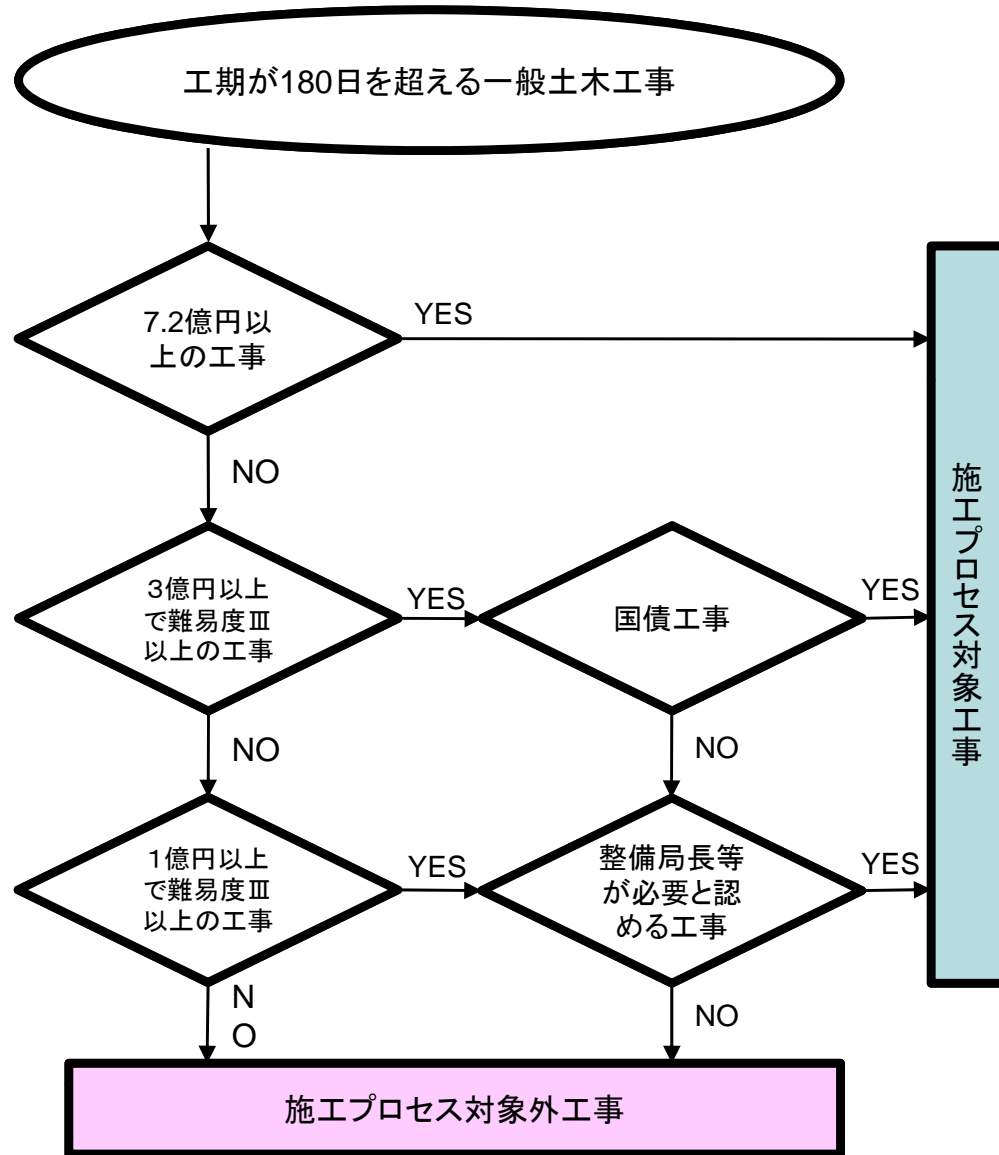 工期が180日を超える一般土木工事
7.2億円以
上の工事
YES
NO
3億円以上
で難易度Ⅲ
以上の工事
YES
国債工事
YES
NO
NO
1億円以上
で難易度Ⅲ
以上の工事
YES
整備局長等
が必要と認
める工事
YES
N
O
NO
施工プロセス対象工事
施工プロセス対象外工事